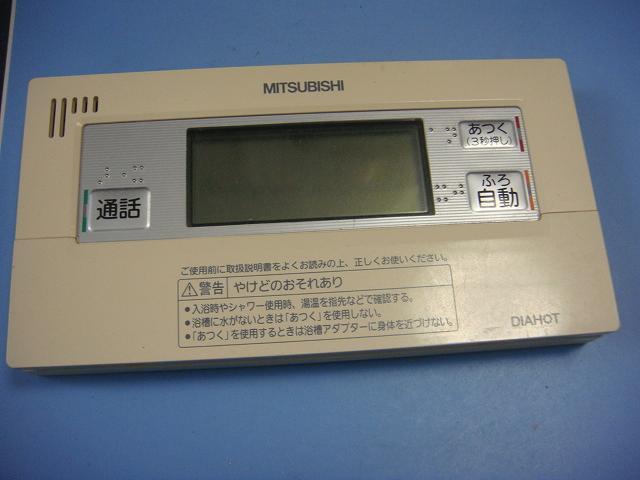 MITSUBISHI
あつく
(3秒押し)
通話
ふろ
自動
ご使用前に取扱説明書をよくお読みの上、正しくお使いください。
⚠警告 やけどのおそれあり
●入浴時やシャワー使用時、湯温を指先などで確認する。
●浴槽に水がないときは「あつく」を使用しない。
●「あつく」を使用するときは浴槽アダプターに身体を近づけない。
DIAHOT